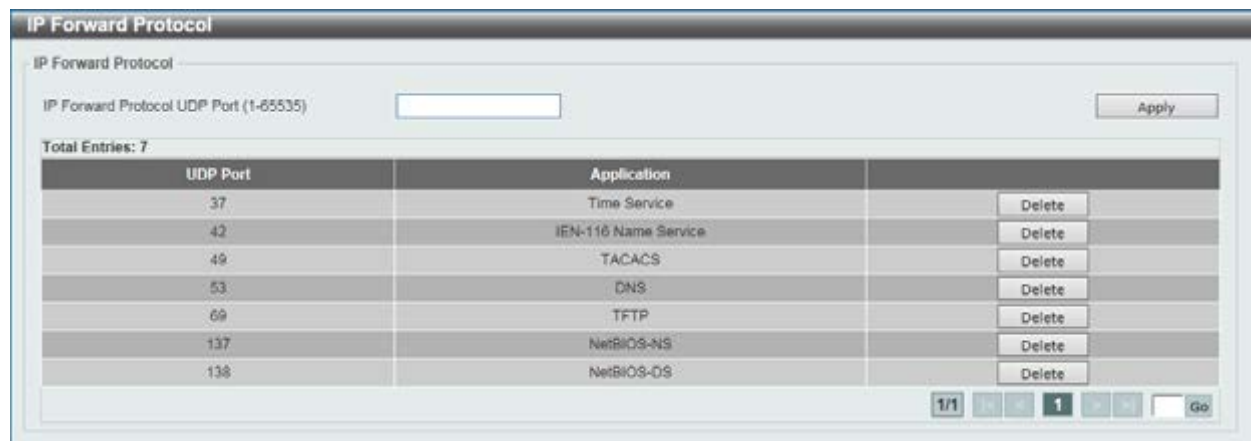 IP Forward Protocol
IP Forward Protocol
IP Forward Protocol UDP Port (1-65535) Apply
Total Entries: 7
UDP Port Application
37 Time Service Delete
42 IEN-116 Name Service Delete
49 TACACS Delete
53 DNS Delete
69 TFTP Delete
137 NetBIOS-NS Delete
138 NetBIOS-DS Delete
1/1 |< < 1 > >| Go